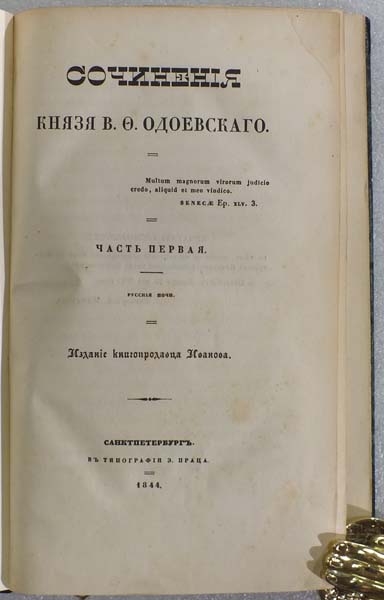 СОЧИНЕНІЯ
КНЯЗЯ В. Ѳ. ОДОЕВСКАГО.
Multum magnorum virorum judicio
credo, aliquid et meo vindico.
SENECÆ Ep. XLV. 3.
ЧАСТЬ ПЕРВАЯ.
РУССКІЯ НОЧИ.
Изданіе книгопродавца Иванова.
САНКТПЕТЕРБУРГЪ.
ВЪ ТИПОГРАФІИ Э. ПРАЦА.
1844.